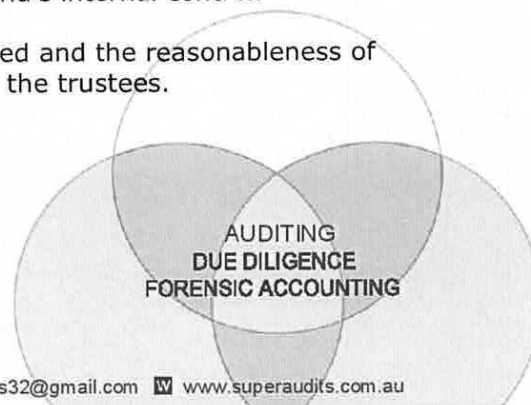 ed and the reasonableness of
the trustees.
AUDITING
DUE DILIGENCE
FORENSIC ACCOUNTING
s32@gmail.com W www.superaudits.com.au